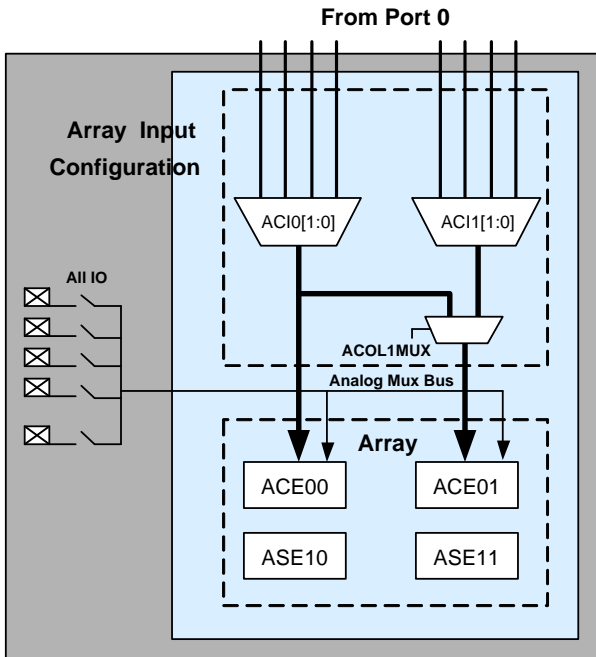 From Port 0
Array Input
Configuration
ACI0[1:0]
ACI1[1:0]
All IO
ACOL1MUX
Analog Mux Bus
Array
ACE00
ACE01
ASE10
ASE11